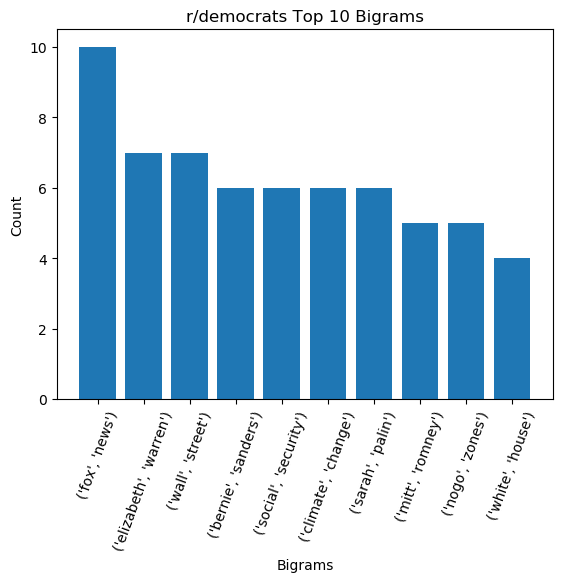 r/democrats Top 10 Bigrams
10
8
6
4
2
0
Count
('fox', 'news')
('elizabeth', 'warren')
('wall', 'street')
('bernie', 'sanders')
('social', 'security')
('climate', 'change')
('sarah', 'palin')
('mitt', 'romney')
('nogo', 'zones')
('white', 'house')
Bigrams